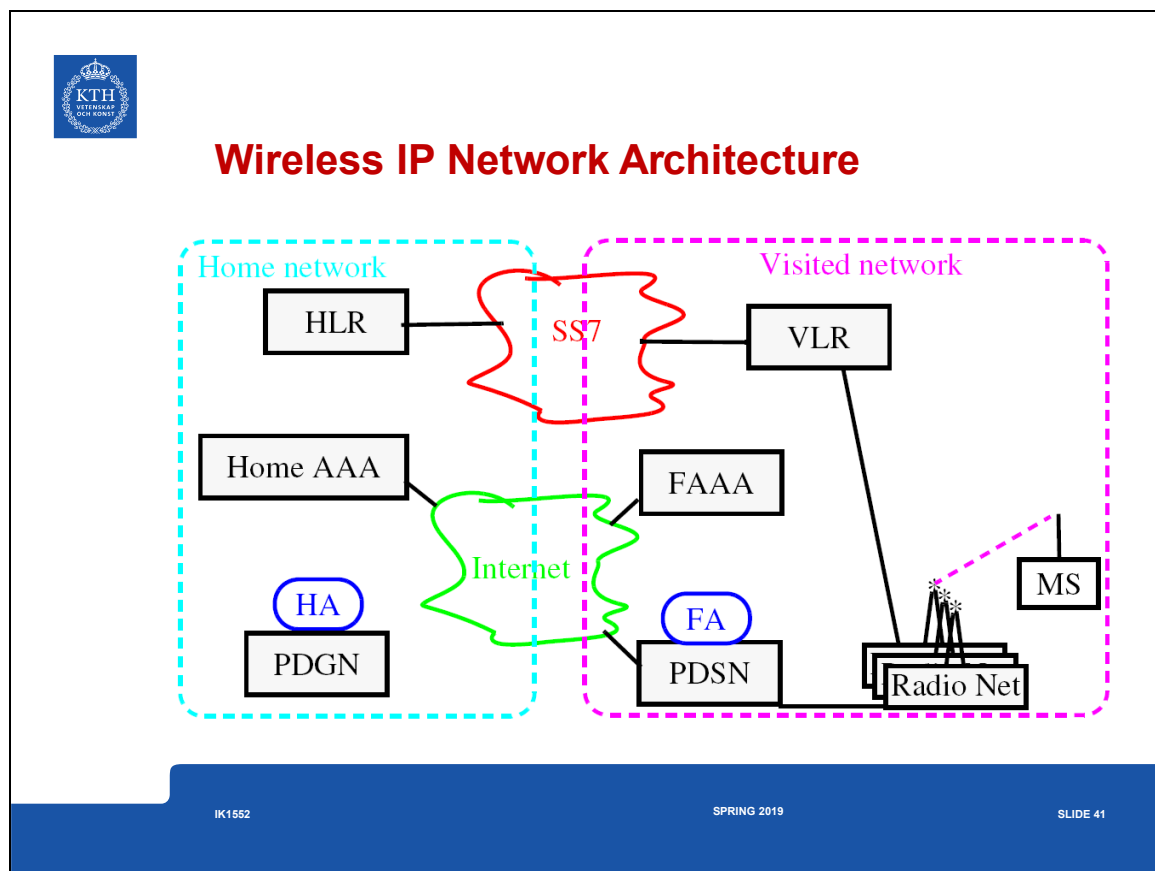 KTH
VETENSKAP
OCH KONST
Wireless IP Network Architecture
Home network
Visited network
HLR
SS7
VLR
Home AAA
FAAA
Internet
MS
HA
FA
PDGN
PDSN
Radio Net
IK1552
SPRING 2019
SLIDE 41